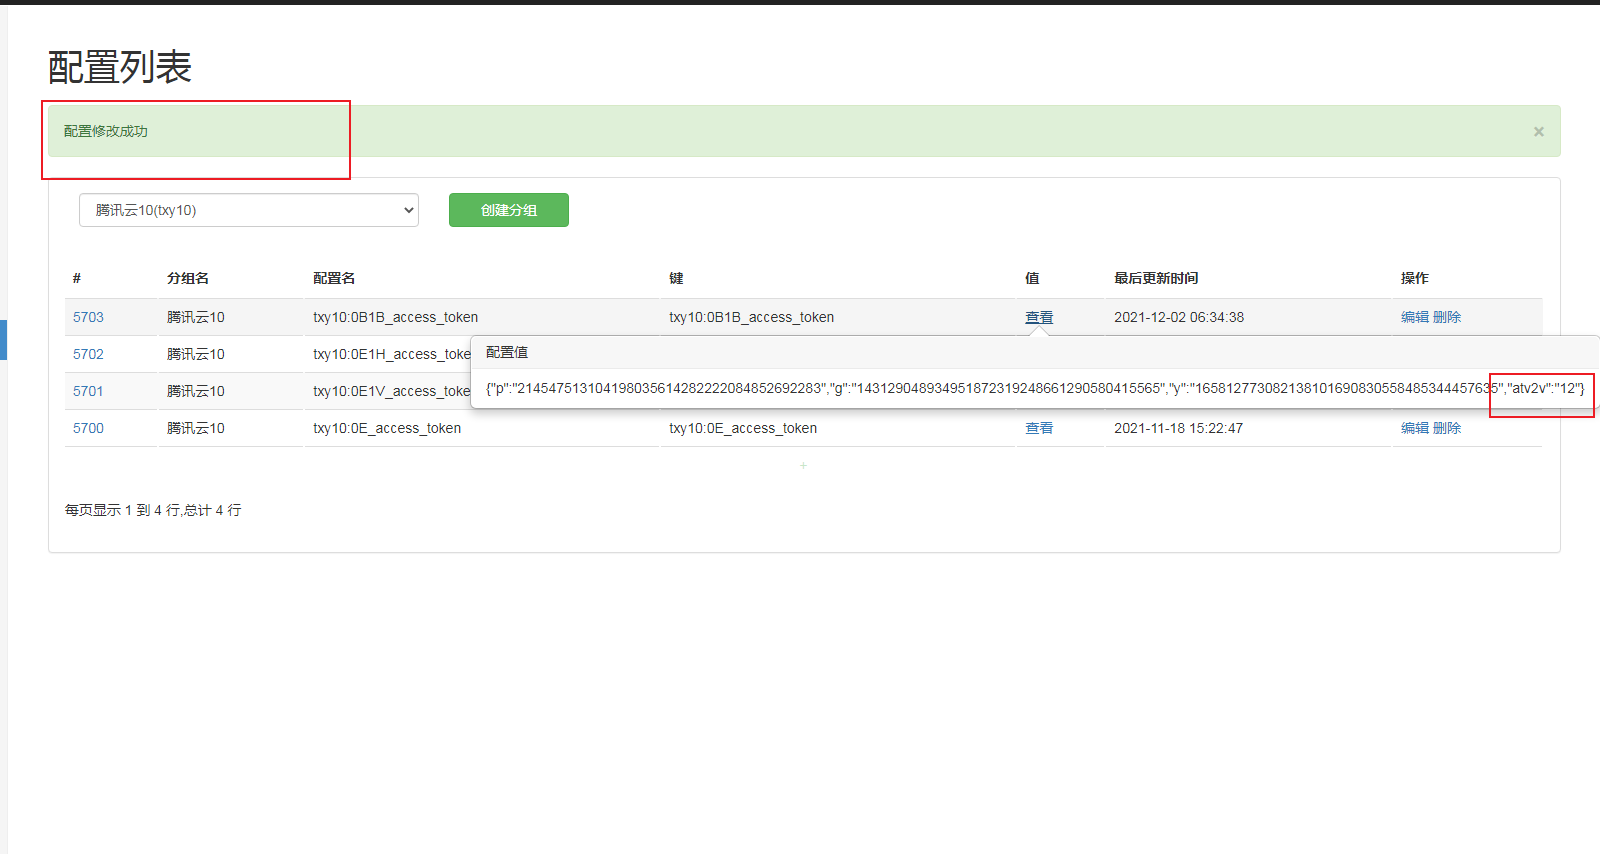 配置列表
配置修改成功
×
腾讯云10(txy10)
创建分组
# 分组名 配置名 键 值 最后更新时间 操作
5703 腾讯云10 txy10:0B1B_access_token txy10:0B1B_access_token 查看 2021-12-02 06:34:38 编辑 删除
配置值
5702 腾讯云10 txy10:0E1H_access_toke
{"p":"21454751310419803561428222208485269228​3","g":"143129048934951872319248661290580415565","y":"165812773082138101690830558485344457635","atv2v":"12"}
5701 腾讯云10 txy10:0E1V_access_toke
5700 腾讯云10 txy10:0E_access_token txy10:0E_access_token 查看 2021-11-18 15:22:47 编辑 删除
+
每页显示 1 到 4 行,总计 4 行